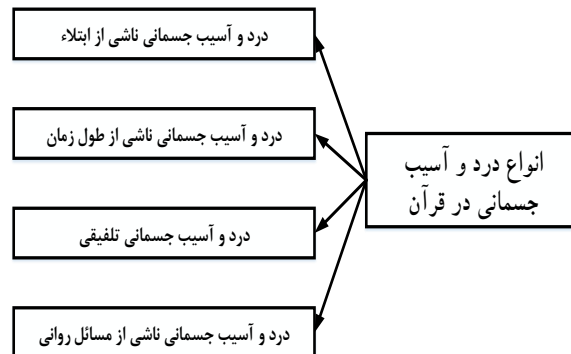 انواع درد و آسیب
جسمانی در قرآن
درد و آسیب جسمانی ناشی از ابتلاء
درد و آسیب جسمانی ناشی از طول زمان
درد و آسیب جسمانی تلفیقی
درد و آسیب جسمانی ناشی از مسائل روانی